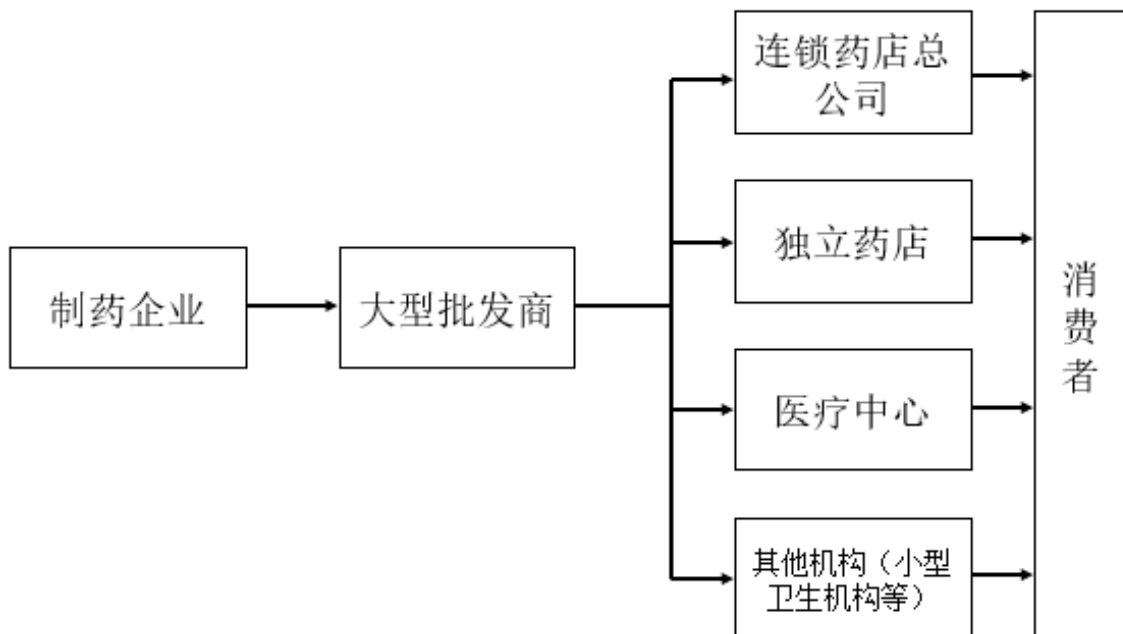 连锁药店总
公司
独立药店
制药企业
大型批发商
医疗中心
其他机构（小型
卫生机构等）
消
费
者